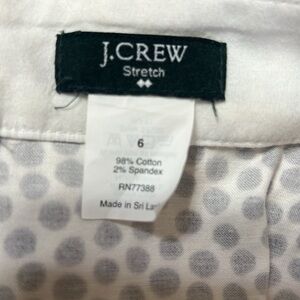 J.CREW
Stretch
6
98% Cotton
2% Spandex
RN77388
Made in Sri La